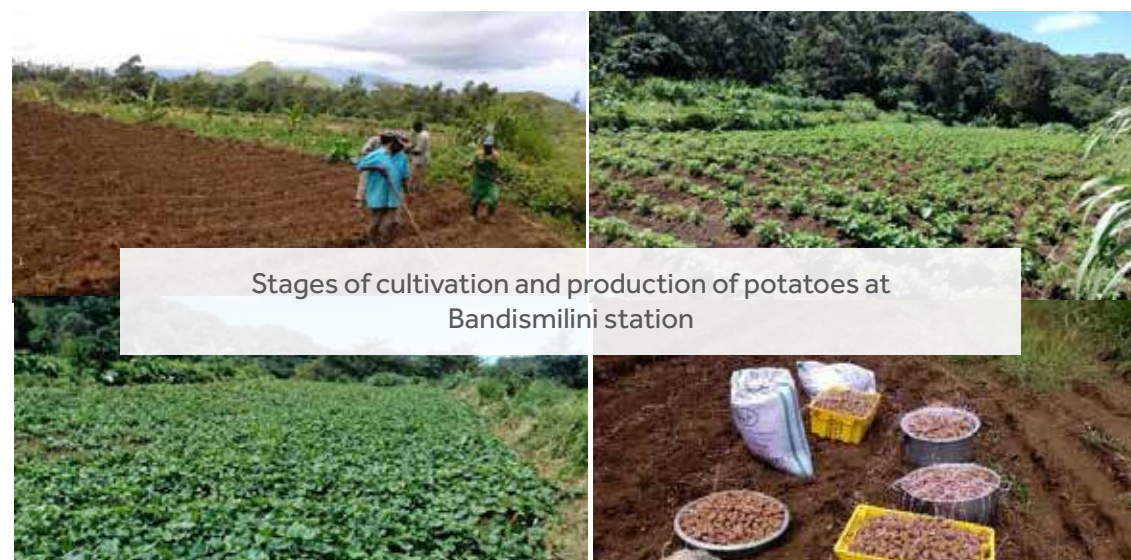 Stages of cultivation and production of potatoes at
Bandismilini station